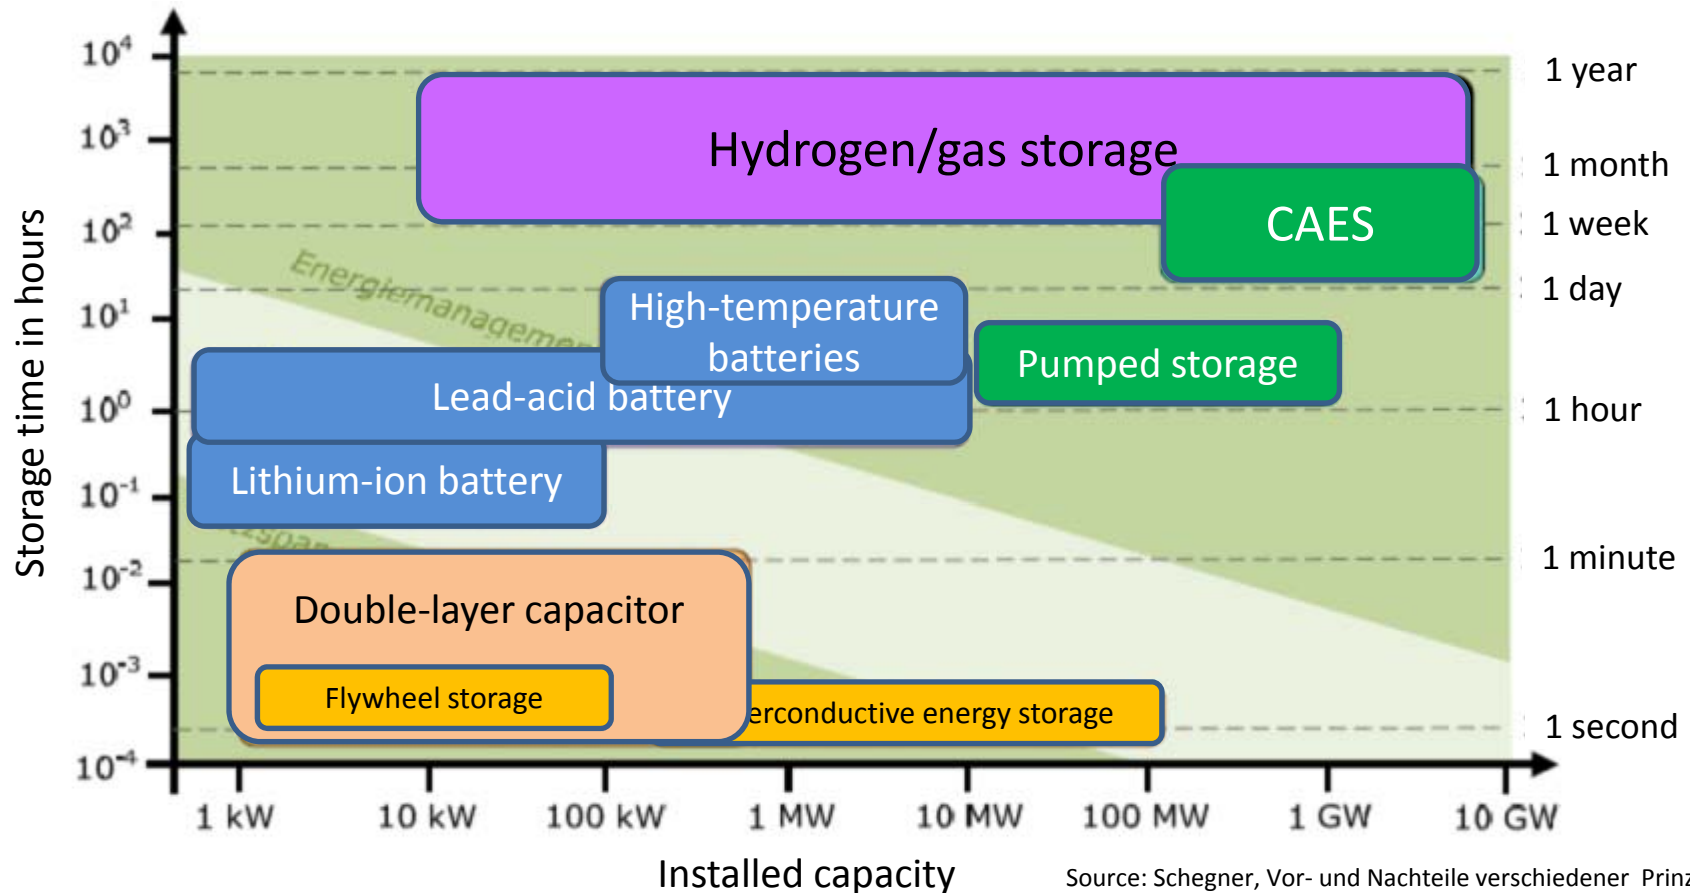 10⁴
10³
10²
10¹
10⁰
10⁻¹
10⁻²
10⁻³
10⁻⁴
Storage time in hours
1 year
1 month
1 week
1 day
1 hour
1 minute
1 second
Hydrogen/gas storage
CAES
Energiemanagemen
High-temperature
batteries
Pumped storage
Lead-acid battery
Lithium-ion battery
tzspan
Double-layer capacitor
Flywheel storage
erconductive energy storage
1 kW
10 kW
100 kW
1 MW
10 MW
100 MW
1 GW
10 GW
Installed capacity
Source: Schegner, Vor- und Nachteile verschiedener Prinz